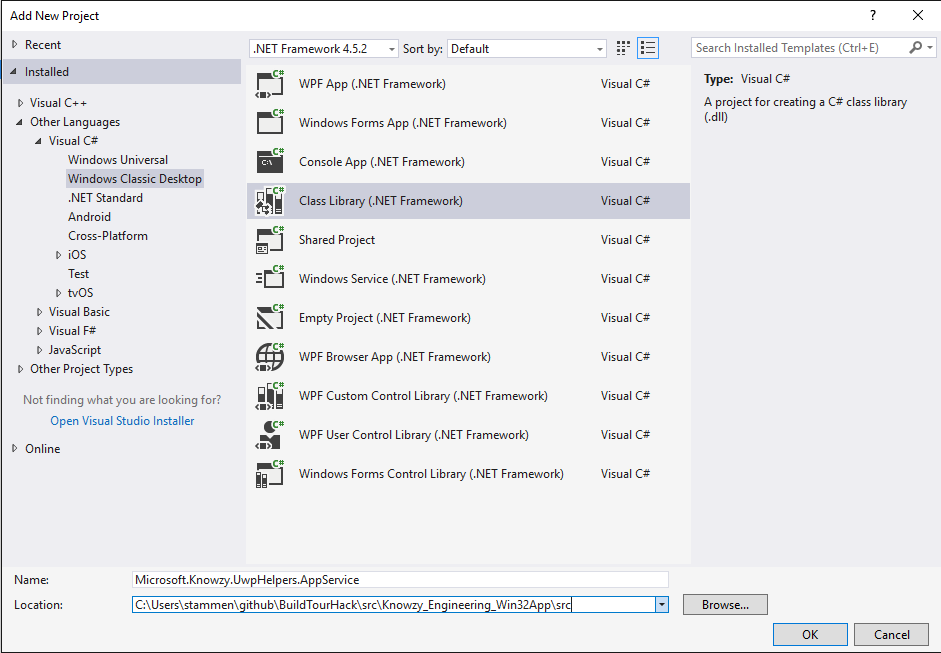 Add New Project
? 
Recent
.NET Framework 4.5.2 Sort by: Default
Search Installed Templates (Ctrl+E)
Installed
Visual C++
Other Languages
Visual C#
Windows Universal
Windows Classic Desktop
.NET Standard
Android
Cross-Platform
iOS
Test
tvOS
Visual Basic
Visual F#
JavaScript
Other Project Types
Not finding what you are looking for?
Open Visual Studio Installer
Online
C# WPF App (.NET Framework) Visual C#
C# Windows Forms App (.NET Framework) Visual C#
C# C:\ Console App (.NET Framework) Visual C#
C# Class Library (.NET Framework) Visual C#
C# Shared Project Visual C#
C# Windows Service (.NET Framework) Visual C#
C# Empty Project (.NET Framework) Visual C#
C# WPF Browser App (.NET Framework) Visual C#
C# WPF Custom Control Library (.NET Framework) Visual C#
C# WPF User Control Library (.NET Framework) Visual C#
C# Windows Forms Control Library (.NET Framework) Visual C#
Type: Visual C#
A project for creating a C# class library
(.dll)
Name: Microsoft.Knowzy.UwpHelpers.AppService
Location: C:\Users\stammen\github\BuildTourHack\src\Knowzy_Engineering_Win32App\src Browse...
OK Cancel